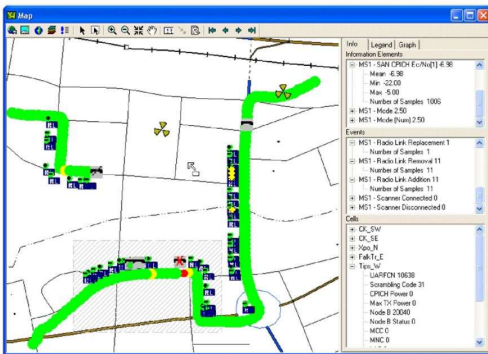 Map
Info Legend Graph
Information Elements
MS1 - SAN CPICH Ec/No[1] -6.98
Mean -6.98
Min -22.00
Max -5.00
Number of Samples 1006
MS1 - Mode 2.50
MS1 - Mode (Num) 2.50
Events
MS1 - Radio Link Replacement 1
Number of Samples 1
MS1 - Radio Link Removal 11
Number of Samples 11
MS1 - Radio Link Addition 11
Number of Samples 11
MS1 - Scanner Connected 0
MS1 - Scanner Disconnected 0
Cells
CK_SW
CK_SE
Xpo_N
FalkTr_E
UARFCN 10638
Scrambling Code 31
CPICH Power 0
Max TX Power 0
Node B 20040
Node B Status 0
MCC 0
MNC 0